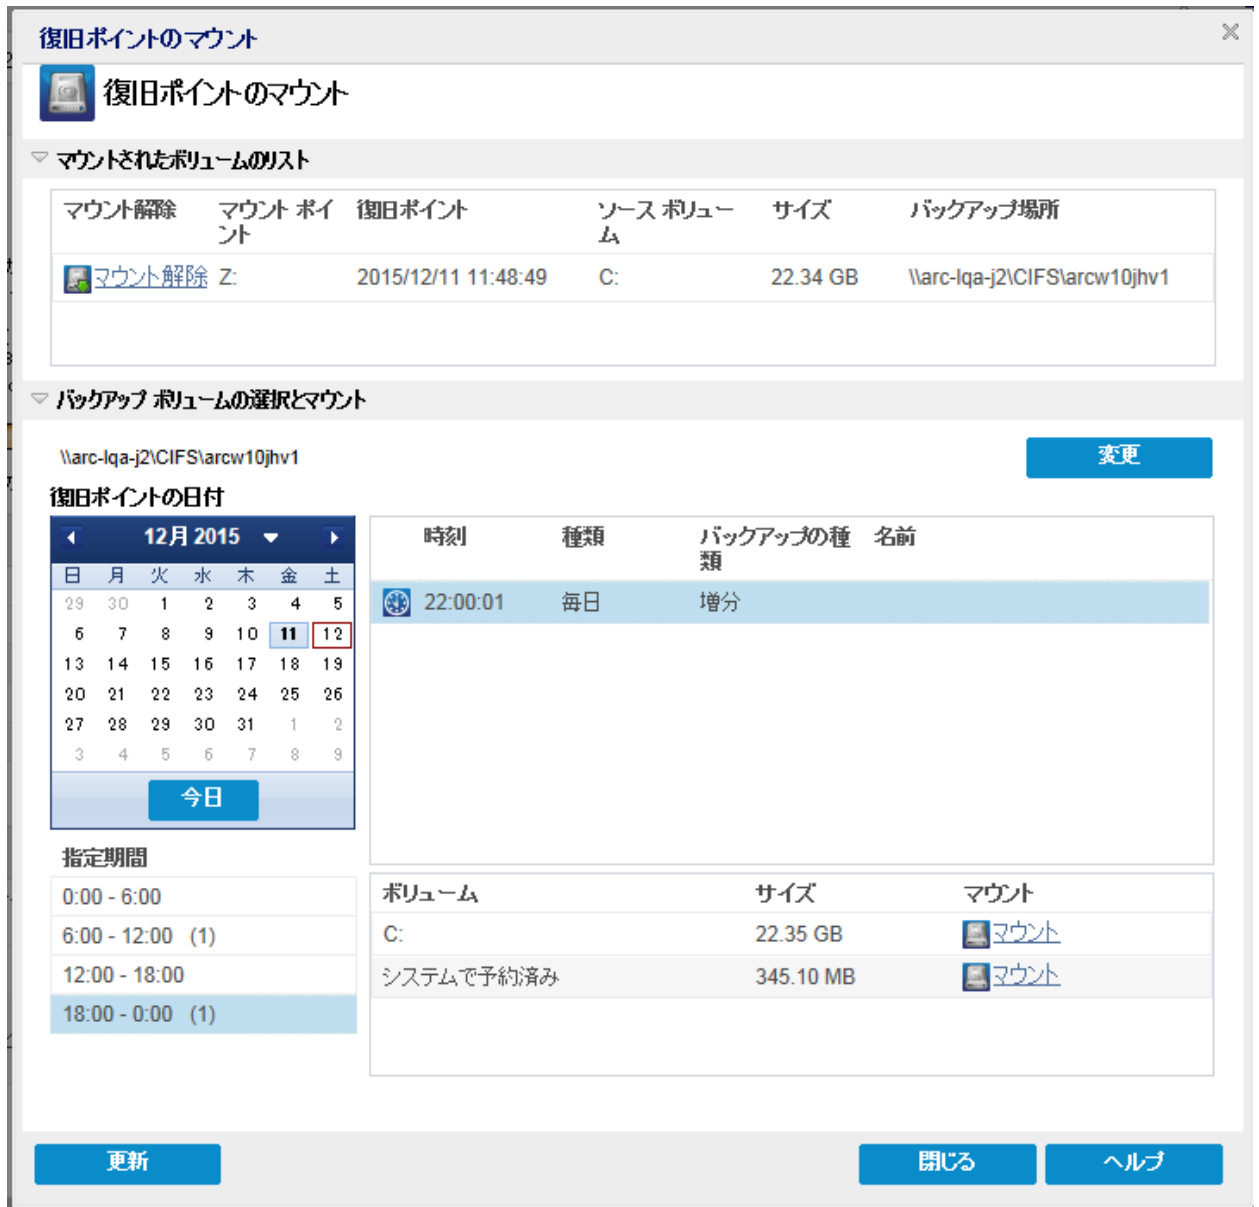 復旧ポイントのマウント
復旧ポイントのマウント
マウントされたボリュームのリスト
マウント解除 マウント ポイ 復旧ポイント ソース ボリュー サイズ バックアップ場所
ント ム
マウント解除 Z: 2015/12/11 11:48:49 C: 22.34 GB \\arc-lqa-j2\CIFS\arcw10jhv1
バックアップ ボリュームの選択とマウント
\\arc-lqa-j2\CIFS\arcw10jhv1 変更
復旧ポイントの日付
12月 2015
日 月 火 水 木 金 土
29 30 1 2 3 4 5
6 7 8 9 10 11 12
13 14 15 16 17 18 19
20 21 22 23 24 25 26
27 28 29 30 31 1 2
3 4 5 6 7 8 9
今日
時刻 種類 バックアップの種 名前
類
22:00:01 毎日 増分
指定期間
0:00 - 6:00
6:00 - 12:00 (1)
12:00 - 18:00
18:00 - 0:00 (1)
ボリューム サイズ マウント
C: 22.35 GB マウント
システムで予約済み 345.10 MB マウント
更新 閉じる ヘルプ